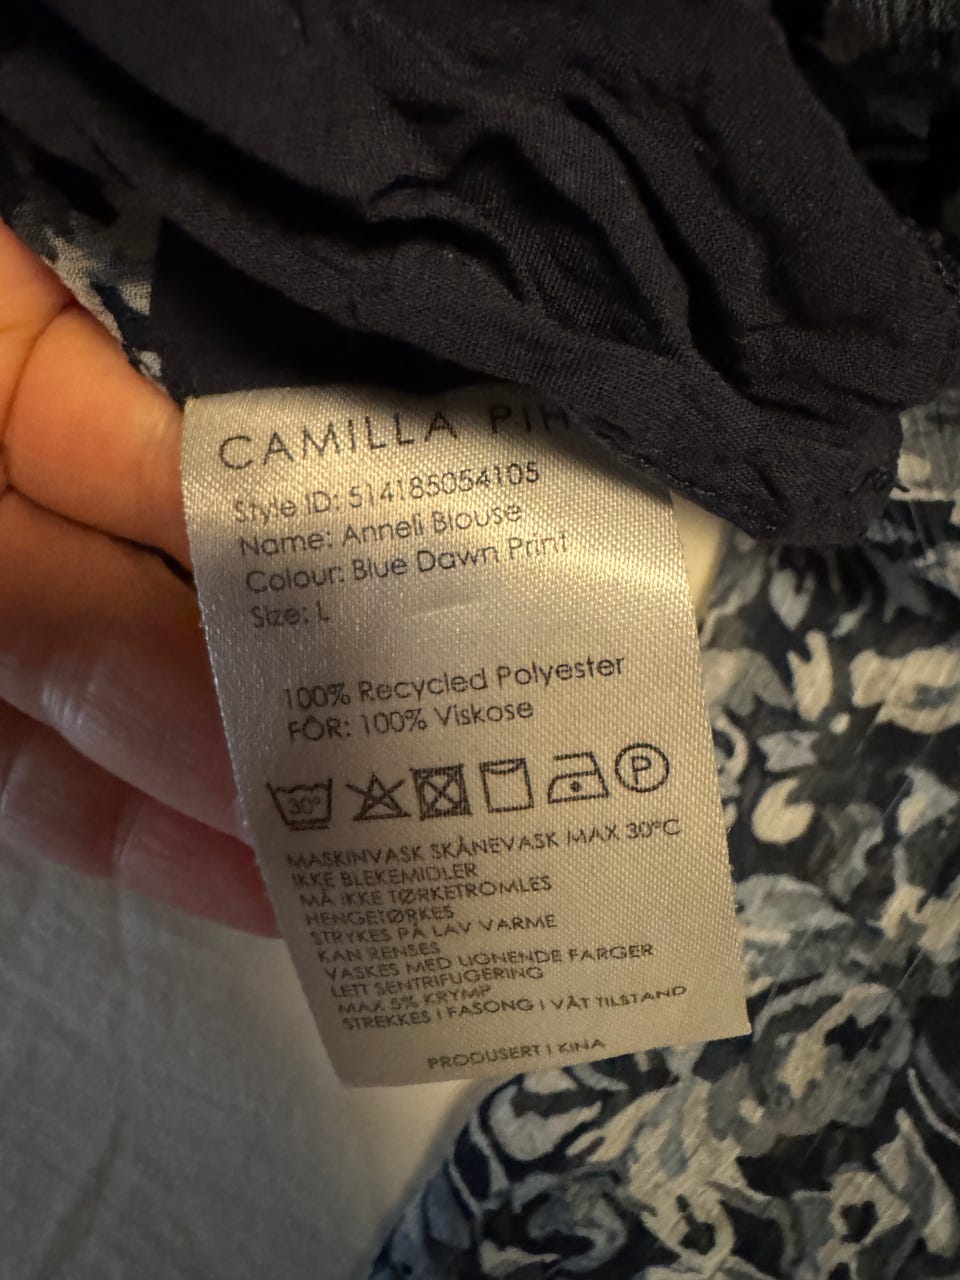 CAMILLA PIH
Style ID: 514185054105
Name: Anneli Blouse
Colour: Blue Dawn Print
Size: L
100% Recycled Polyester
FÔR: 100% Viskose
30°
P
MASKINVASK SKÅNEVASK MAX 30°C
IKKE BLEKEMIDLER
MÅ IKKE TØRKETROMLES
HENGETØRKES
STRYKES PÅ LAV VARME
KAN RENSES
VASKES MED LIGNENDE FARGER
LETT SENTRIFUGERING
MAX 5% KRYMP
STREKKES I FASONG I VÅT TILSTAND
PRODUSERT I KINA